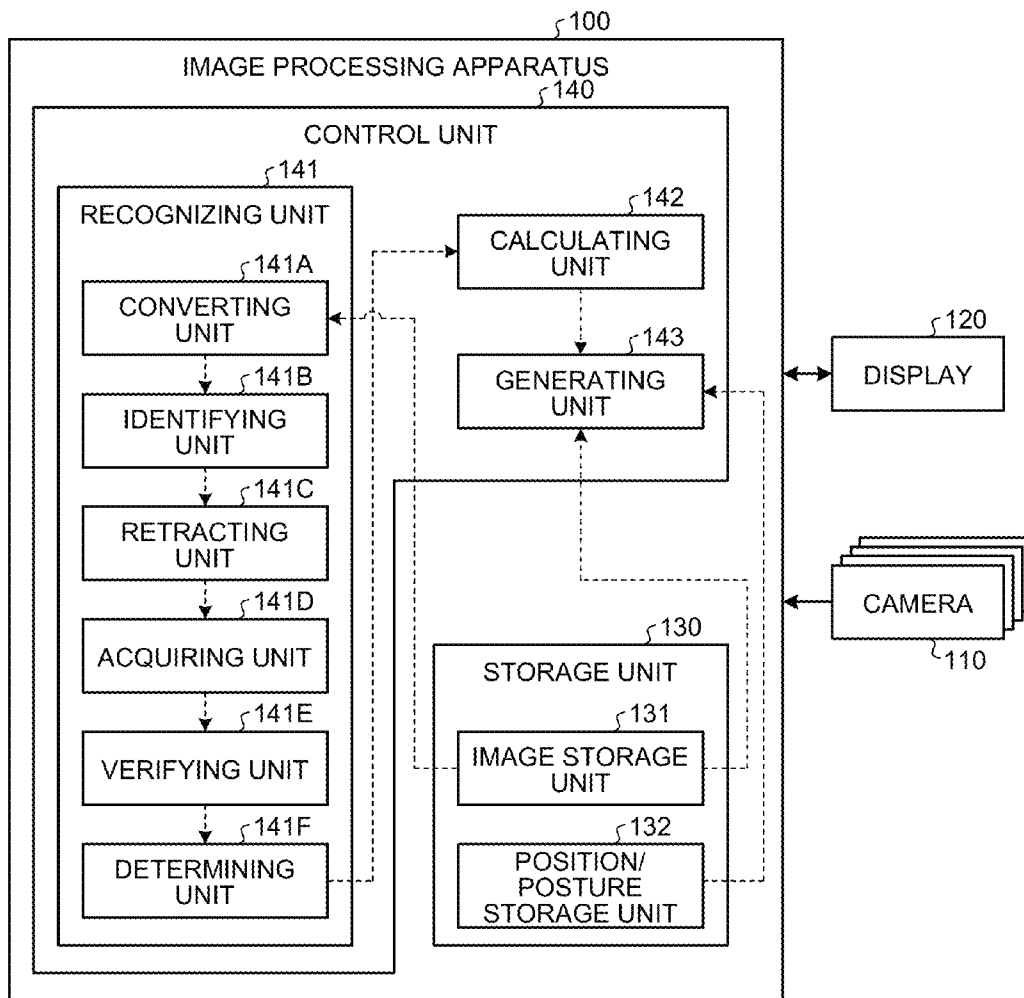 100
IMAGE PROCESSING APPARATUS
140
CONTROL UNIT
141
RECOGNIZING UNIT
141A
CONVERTING
UNIT
141B
IDENTIFYING
UNIT
141C
RETRACTING
UNIT
141D
ACQUIRING UNIT
141E
VERIFYING UNIT
141F
DETERMINING
UNIT
142
CALCULATING
UNIT
143
GENERATING
UNIT
130
STORAGE UNIT
131
IMAGE STORAGE
UNIT
132
POSITION/
POSTURE
STORAGE UNIT
120
DISPLAY
CAMERA
110